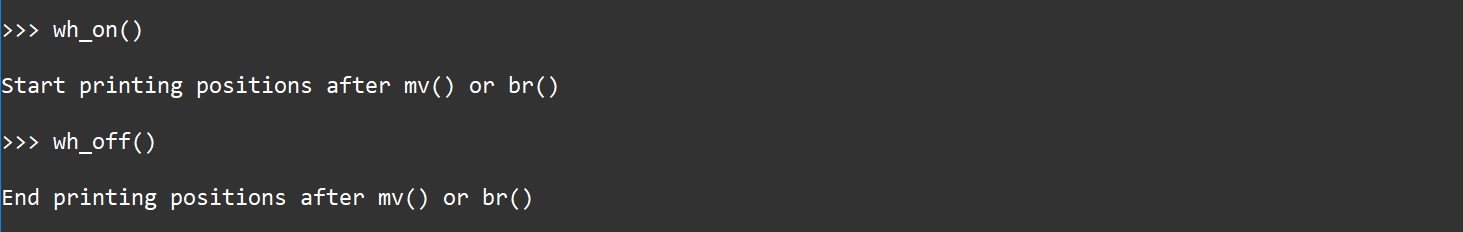 >>> wh_on()
Start printing positions after mv() or br()
>>> wh_off()
End printing positions after mv() or br()